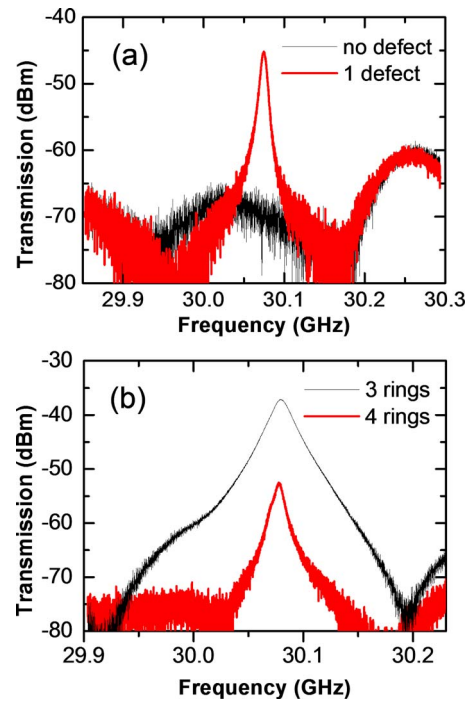 -40
(a)
no defect
1 defect
-50
-60
-70
-80
Transmission (dBm)
29.9 30.0 30.1 30.2 30.3
Frequency (GHz)
-30
(b)
3 rings
4 rings
-40
-50
-60
-70
-80
Transmission (dBm)
29.9 30.0 30.1 30.2
Frequency (GHz)